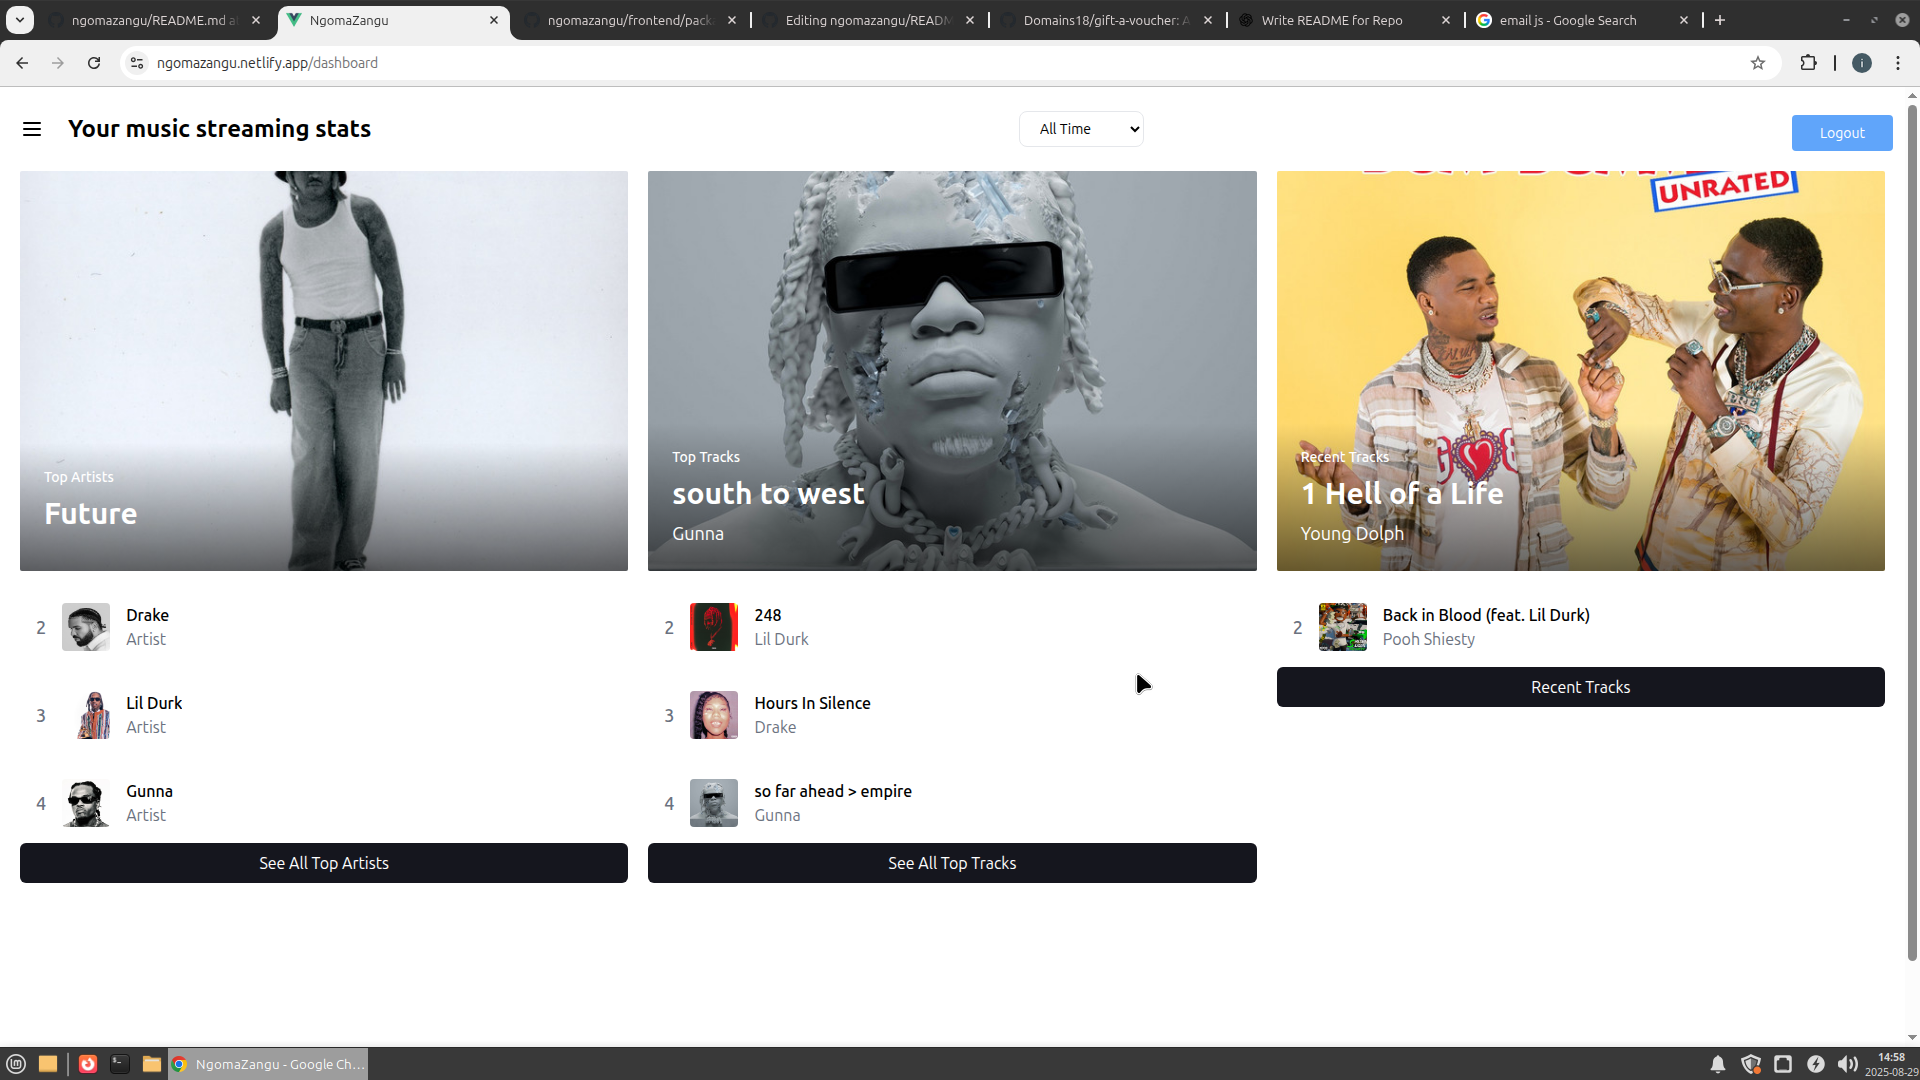 ngomazangu/README.md a
NgomaZangu
ngomazangu/frontend/pack
Editing ngomazangu/READM
Domains18/gift-a-voucher: A
Write README for Repo
email js - Google Search
ngomazangu.netlify.app/dashboard
i
Your music streaming stats
All Time
Logout
UNRATED
Top Artists
Future
Top Tracks
south to west
Gunna
Recent Tracks
1 Hell of a Life
Young Dolph
2
Drake
Artist
3
Lil Durk
Artist
4
Gunna
Artist
See All Top Artists
2
248
Lil Durk
3
Hours In Silence
Drake
4
so far ahead > empire
Gunna
See All Top Tracks
2
Back in Blood (feat. Lil Durk)
Pooh Shiesty
Recent Tracks
NgomaZangu - Google Ch...
14:58
2025-08-29